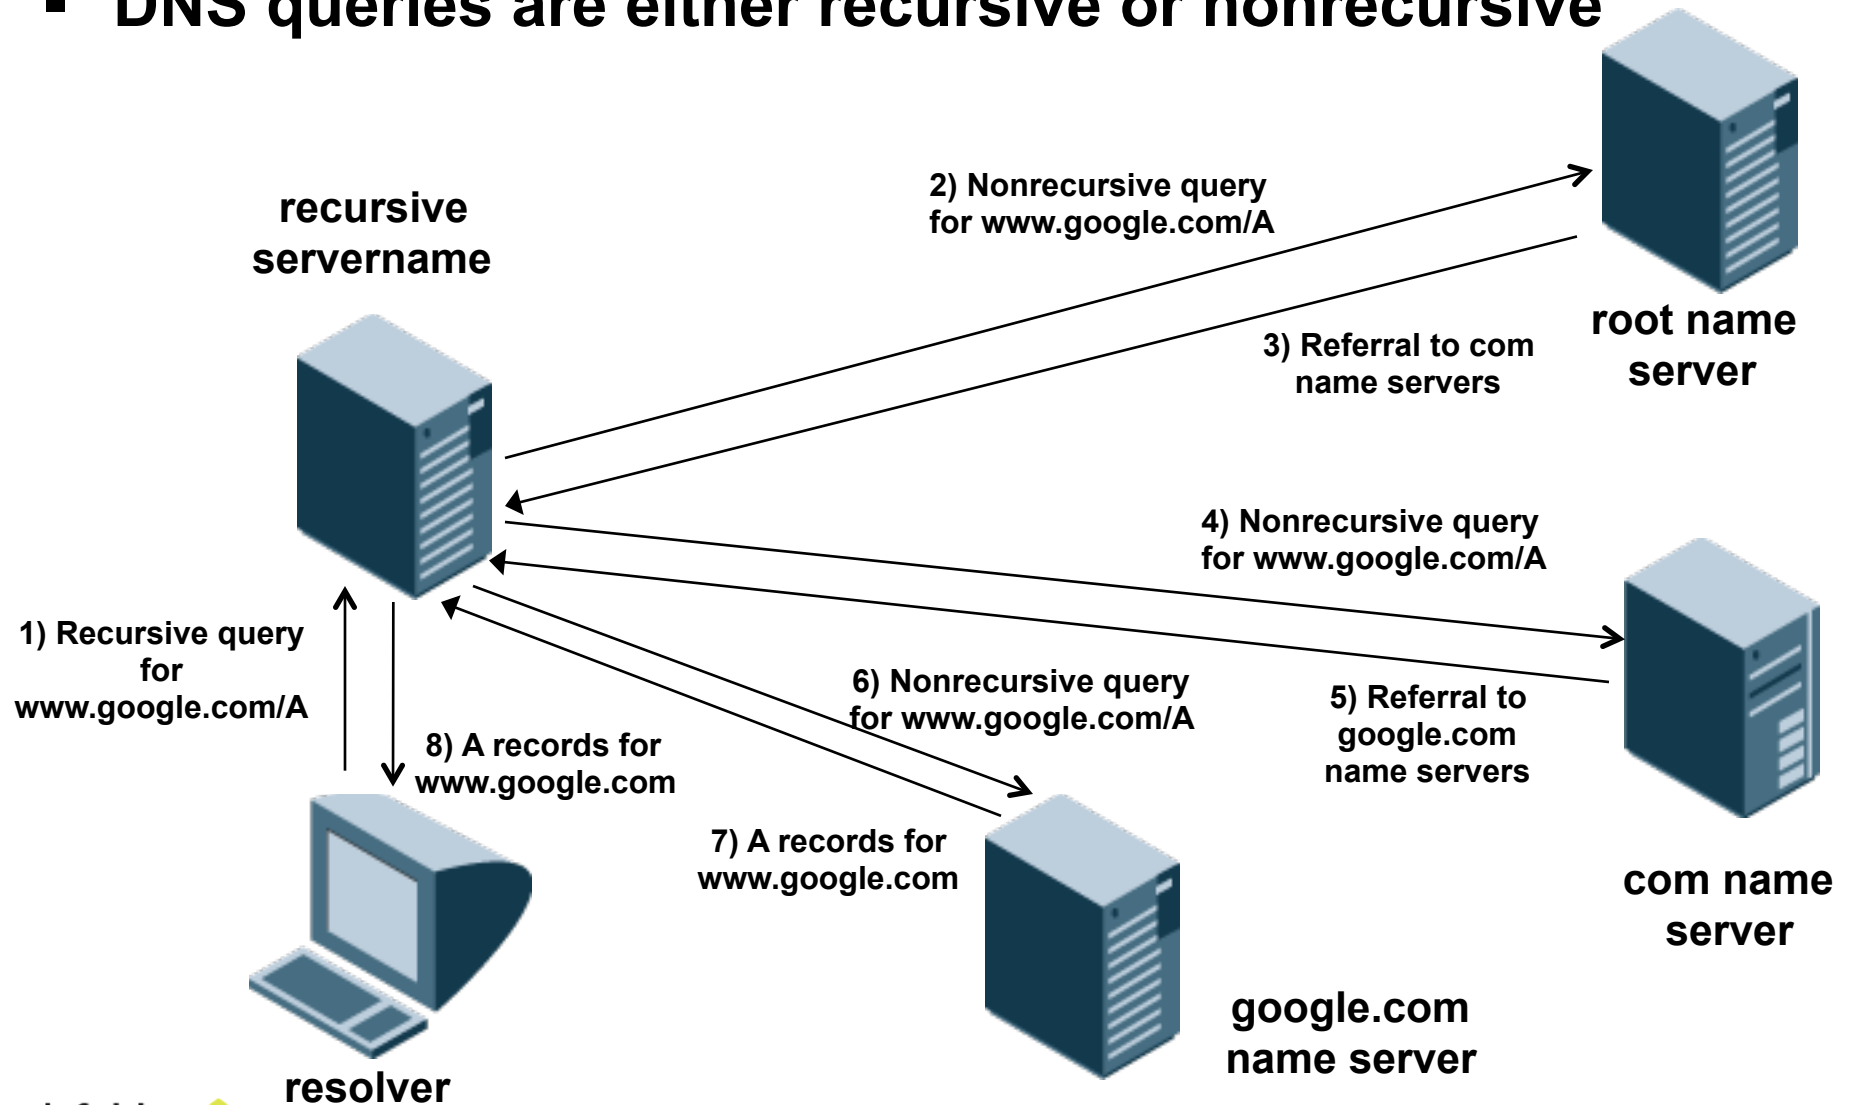 ▪ DNS queries are either recursive or nonrecursive
recursive
servername
2) Nonrecursive query
for www.google.com/A
root name
server
3) Referral to com
name servers
4) Nonrecursive query
for www.google.com/A
1) Recursive query
for
www.google.com/A
8) A records for
www.google.com
6) Nonrecursive query
for www.google.com/A
5) Referral to
google.com
name servers
7) A records for
www.google.com
com name
server
google.com
name server
resolver